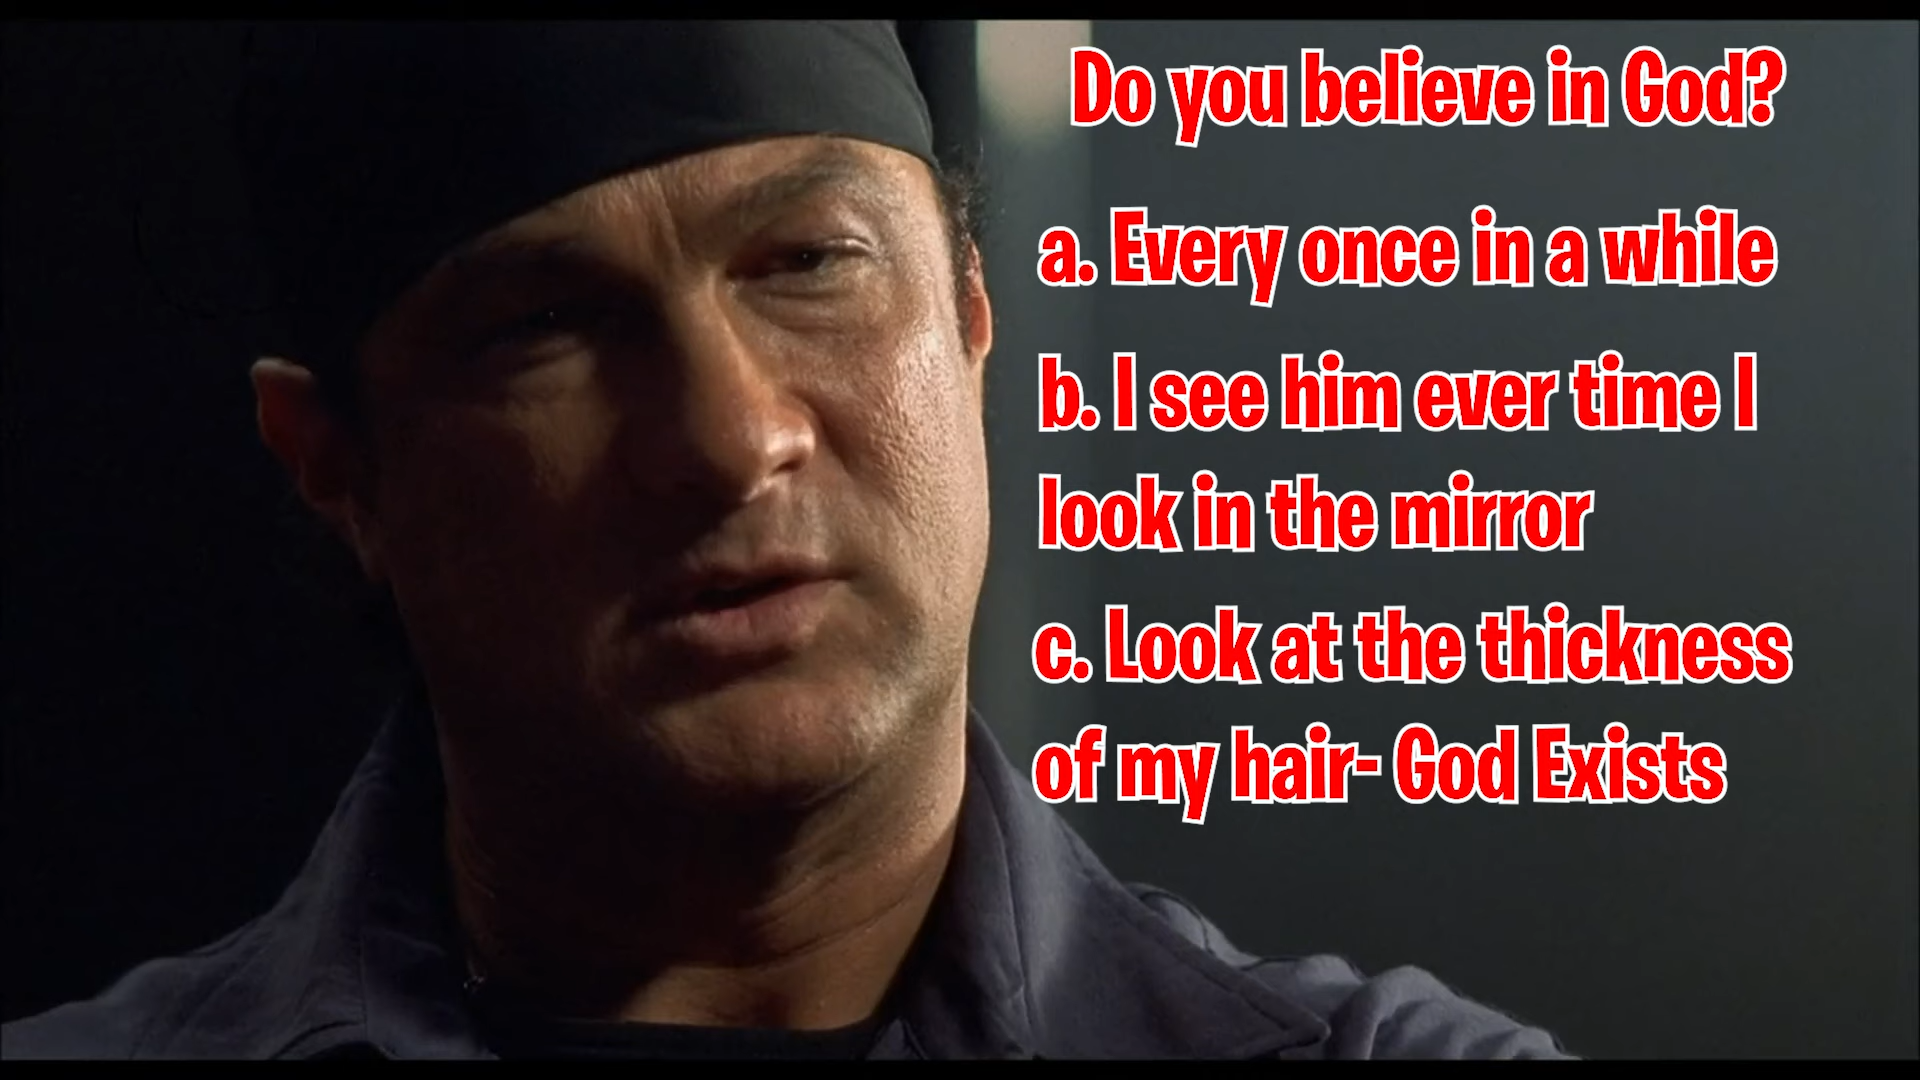 Do you believe in God?
a. Every once in a while
b. I see him ever time I
look in the mirror
c. Look at the thickness
of my hair- God Exists